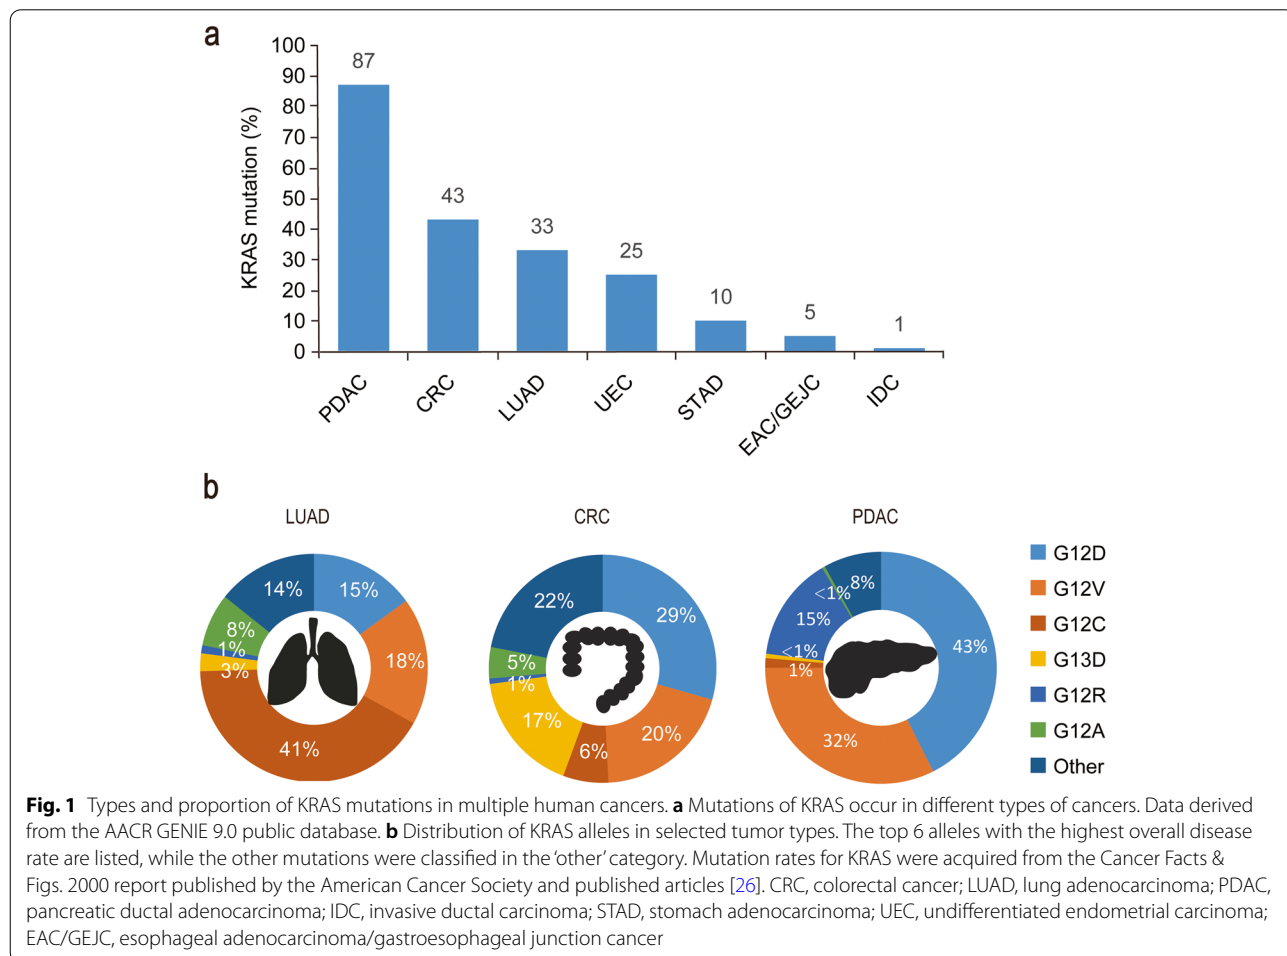 a
100
90
80
70
60
50
40
30
20
10
0
KRAS mutation (%)
87
43
33
25
10
5
1
PDAC
CRC
LUAD
UEC
STAD
EAC/GEJC
IDC
b
LUAD
15%
18%
41%
3%
1%
8%
14%
CRC
29%
20%
6%
17%
1%
5%
22%
PDAC
43%
32%
1%
<1%
15%
<1%
8%
G12D
G12V
G12C
G13D
G12R
G12A
Other
Fig. 1 Types and proportion of KRAS mutations in multiple human cancers. a Mutations of KRAS occur in different types of cancers. Data derived
from the AACR GENIE 9.0 public database. b Distribution of KRAS alleles in selected tumor types. The top 6 alleles with the highest overall disease
rate are listed, while the other mutations were classified in the ‘other’ category. Mutation rates for KRAS were acquired from the Cancer Facts &
Figs. 2000 report published by the American Cancer Society and published articles [26]. CRC, colorectal cancer; LUAD, lung adenocarcinoma; PDAC,
pancreatic ductal adenocarcinoma; IDC, invasive ductal carcinoma; STAD, stomach adenocarcinoma; UEC, undifferentiated endometrial carcinoma;
EAC/GEJC, esophageal adenocarcinoma/gastroesophageal junction cancer